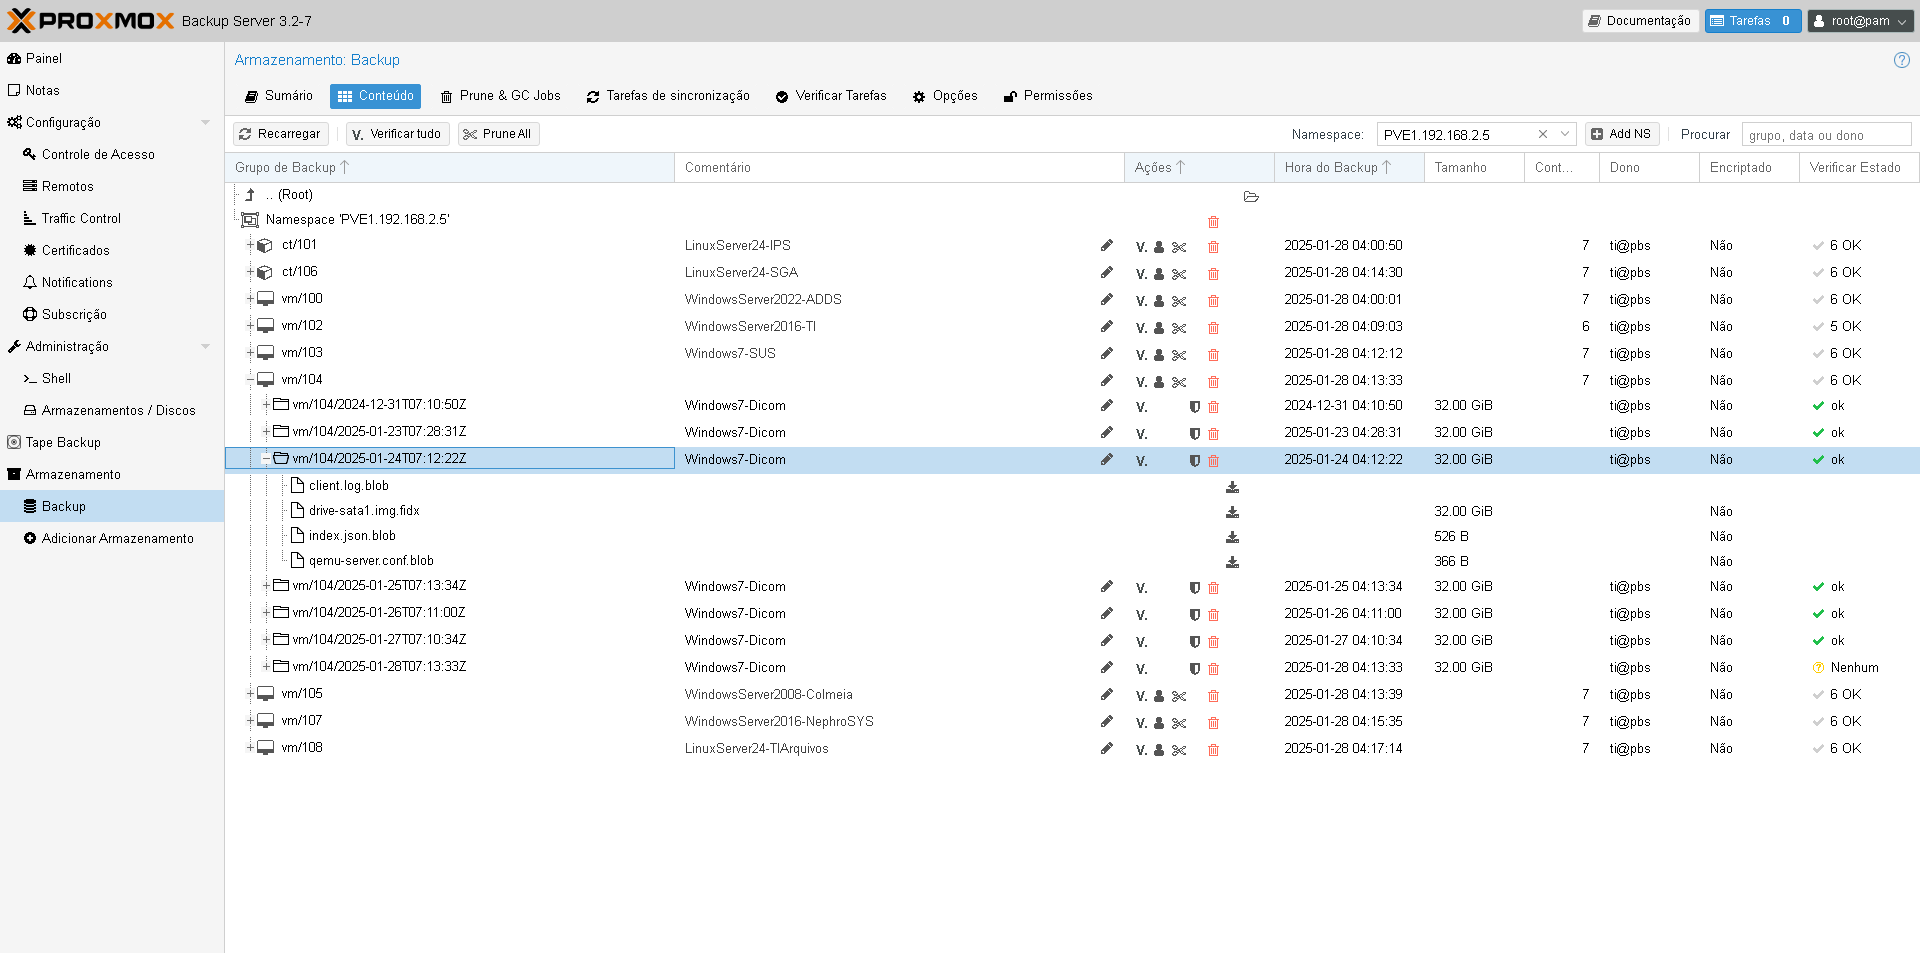 PROXMOX Backup Server 3.2-7
Documentação
Tarefas 0
root@pam
Painel
Notas
Configuração
Controle de Acesso
Remotos
Traffic Control
Certificados
Notifications
Subscrição
Administração
Shell
Armazenamentos / Discos
Tape Backup
Armazenamento
Backup
Adicionar Armazenamento
Armazenamento: Backup
Sumário Conteúdo Prune & GC Jobs Tarefas de sincronização Verificar Tarefas Opções Permissões
Recarregar V. Verificar tudo Prune All Namespace: PVE1.192.168.2.5 Add NS Procurar grupo, data ou dono
Grupo de Backup Comentário Ações Hora do Backup Tamanho Cont... Dono Encriptado Verificar Estado
.. (Root)
Namespace 'PVE1.192.168.2.5'
ct/101 LinuxServer24-IPS V. 2025-01-28 04:00:50 7 ti@pbs Não 6 OK
ct/106 LinuxServer24-SGA V. 2025-01-28 04:14:30 7 ti@pbs Não 6 OK
vm/100 WindowsServer2022-ADDS V. 2025-01-28 04:00:01 7 ti@pbs Não 6 OK
vm/102 WindowsServer2016-TI V. 2025-01-28 04:09:03 6 ti@pbs Não 5 OK
vm/103 Windows7-SUS V. 2025-01-28 04:12:12 7 ti@pbs Não 6 OK
vm/104 V. 2025-01-28 04:13:33 7 ti@pbs Não 6 OK
vm/104/2024-12-31T07:10:50Z Windows7-Dicom V. 2024-12-31 04:10:50 32.00 GiB ti@pbs Não ok
vm/104/2025-01-23T07:28:31Z Windows7-Dicom V. 2025-01-23 04:28:31 32.00 GiB ti@pbs Não ok
vm/104/2025-01-24T07:12:22Z Windows7-Dicom V. 2025-01-24 04:12:22 32.00 GiB ti@pbs Não ok
client.log.blob
drive-sata1.img.fidx 32.00 GiB Não
index.json.blob 526 B Não
qemu-server.conf.blob 366 B Não
vm/104/2025-01-25T07:13:34Z Windows7-Dicom V. 2025-01-25 04:13:34 32.00 GiB ti@pbs Não ok
vm/104/2025-01-26T07:11:00Z Windows7-Dicom V. 2025-01-26 04:11:00 32.00 GiB ti@pbs Não ok
vm/104/2025-01-27T07:10:34Z Windows7-Dicom V. 2025-01-27 04:10:34 32.00 GiB ti@pbs Não ok
vm/104/2025-01-28T07:13:33Z Windows7-Dicom V. 2025-01-28 04:13:33 32.00 GiB ti@pbs Não Nenhum
vm/105 WindowsServer2008-Colmeia V. 2025-01-28 04:13:39 7 ti@pbs Não 6 OK
vm/107 WindowsServer2016-NephroSYS V. 2025-01-28 04:15:35 7 ti@pbs Não 6 OK
vm/108 LinuxServer24-TIArquivos V. 2025-01-28 04:17:14 7 ti@pbs Não 6 OK